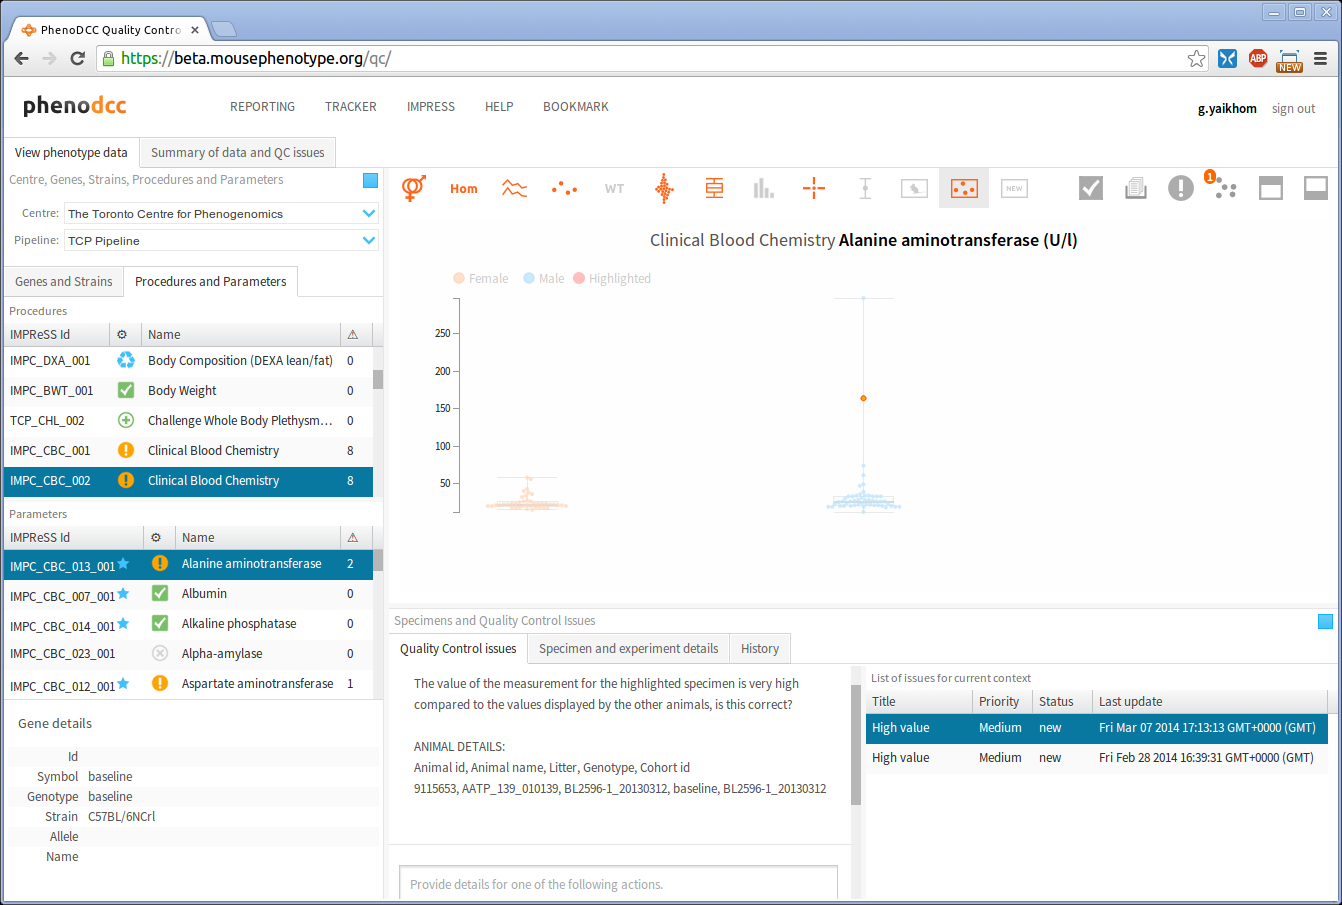 PhenoDCC Quality Contro
https://beta.mousephenotype.org/qc/
ABP
NEW
phenodcc
REPORTING TRACKER IMPRESS HELP BOOKMARK
g.yaikhom sign out
View phenotype data Summary of data and QC issues
Centre, Genes, Strains, Procedures and Parameters
Centre: The Toronto Centre for Phenogenomics
Pipeline: TCP Pipeline
Genes and Strains Procedures and Parameters
Procedures
IMPReSS Id Name
IMPC_DXA_001 Body Composition (DEXA lean/fat) 0
IMPC_BWT_001 Body Weight 0
TCP_CHL_002 Challenge Whole Body Plethysm... 0
IMPC_CBC_001 Clinical Blood Chemistry 8
IMPC_CBC_002 Clinical Blood Chemistry 8
Parameters
IMPReSS Id Name
IMPC_CBC_013_001 Alanine aminotransferase 2
IMPC_CBC_007_001 Albumin 0
IMPC_CBC_014_001 Alkaline phosphatase 0
IMPC_CBC_023_001 Alpha-amylase 0
IMPC_CBC_012_001 Aspartate aminotransferase 1
Gene details
Id
Symbol baseline
Genotype baseline
Strain C57BL/6NCrl
Allele
Name
Hom WT NEW 1
Clinical Blood Chemistry Alanine aminotransferase (U/l)
Female Male Highlighted
250
200
150
100
50
Specimens and Quality Control Issues
Quality Control issues Specimen and experiment details History
The value of the measurement for the highlighted specimen is very high
compared to the values displayed by the other animals, is this correct?
ANIMAL DETAILS:
Animal id, Animal name, Litter, Genotype, Cohort id
9115653, AATP_139_010139, BL2596-1_20130312, baseline, BL2596-1_20130312
Provide details for one of the following actions.
List of issues for current context
Title Priority Status Last update
High value Medium new Fri Mar 07 2014 17:13:13 GMT+0000 (GMT)
High value Medium new Fri Feb 28 2014 16:39:31 GMT+0000 (GMT)